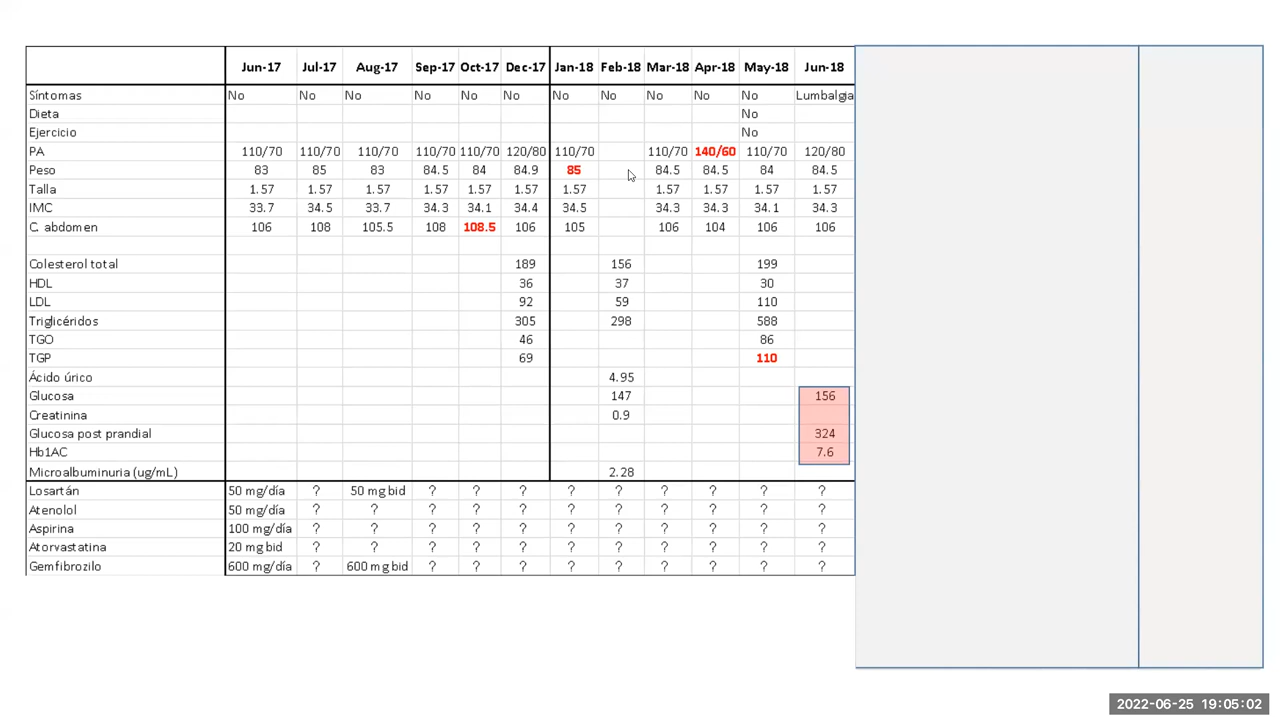 Jun-17 Jul-17 Aug-17 Sep-17 Oct-17 Dec-17 Jan-18 Feb-18 Mar-18 Apr-18 May-18 Jun-18
Síntomas No No No No No No No No No No No Lumbalgia
Dieta No
Ejercicio No
PA 110/70 110/70 110/70 110/70 110/70 120/80 110/70 110/70 140/60 110/70 120/80
Peso 83 85 83 84.5 84 84.9 85 84.5 84.5 84 84.5
Talla 1.57 1.57 1.57 1.57 1.57 1.57 1.57 1.57 1.57 1.57 1.57
IMC 33.7 34.5 33.7 34.3 34.1 34.4 34.5 34.3 34.3 34.1 34.3
C. abdomen 106 108 105.5 108 108.5 106 105 106 104 106 106
Colesterol total 189 156 199
HDL 36 37 30
LDL 92 59 110
Triglicéridos 305 298 588
TGO 46 86
TGP 69 110
Ácido úrico 4.95
Glucosa 147 156
Creatinina 0.9
Glucosa post prandial 324
Hb1AC 7.6
Microalbuminuria (ug/mL) 2.28
Losartán 50 mg/día ? 50 mg bid ? ? ? ? ? ? ? ? ?
Atenolol 50 mg/día ? ? ? ? ? ? ? ? ? ? ?
Aspirina 100 mg/día ? ? ? ? ? ? ? ? ? ? ?
Atorvastatina 20 mg bid ? ? ? ? ? ? ? ? ? ? ?
Gemfibrozilo 600 mg/día ? 600 mg bid ? ? ? ? ? ? ? ? ?
2022-06-25 19:05:02